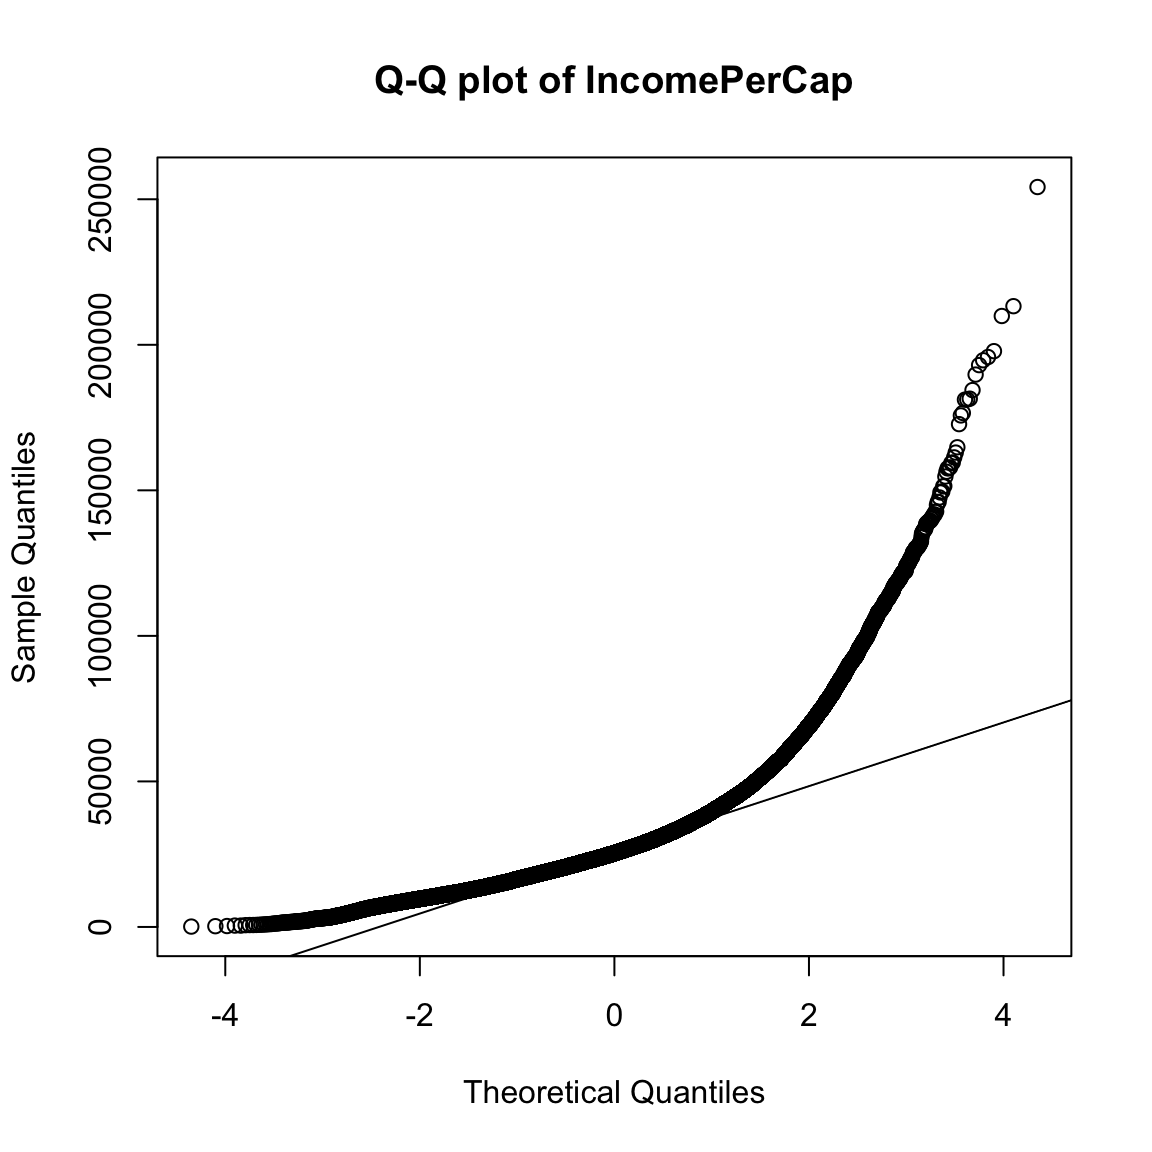 Q-Q plot of IncomePerCap
Sample Quantiles
250000
200000
150000
100000
50000
0
-4 -2 0 2 4
Theoretical Quantiles